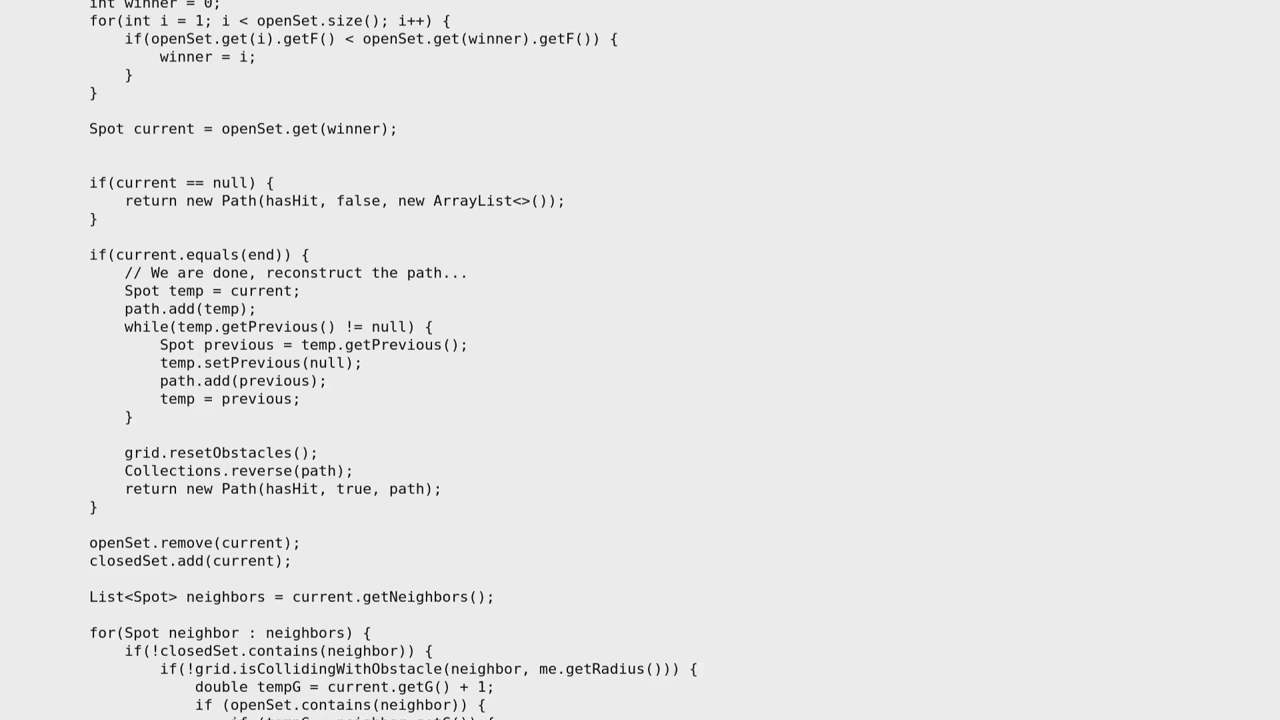 int winner = 0;
for(int i = 1; i < openSet.size(); i++) {
if(openSet.get(i).getF() < openSet.get(winner).getF()) {
winner = i;
}
}
Spot current = openSet.get(winner);
if(current == null) {
return new Path(hasHit, false, new ArrayList<>());
}
if(current.equals(end)) {
// We are done, reconstruct the path...
Spot temp = current;
path.add(temp);
while(temp.getPrevious() != null) {
Spot previous = temp.getPrevious();
temp.setPrevious(null);
path.add(previous);
temp = previous;
}
grid.resetObstacles();
Collections.reverse(path);
return new Path(hasHit, true, path);
}
openSet.remove(current);
closedSet.add(current);
List<Spot> neighbors = current.getNeighbors();
for(Spot neighbor : neighbors) {
if(!closedSet.contains(neighbor)) {
if(!grid.isCollidingWithObstacle(neighbor, me.getRadius())) {
double tempG = current.getG() + 1;
if (openSet.contains(neighbor)) {